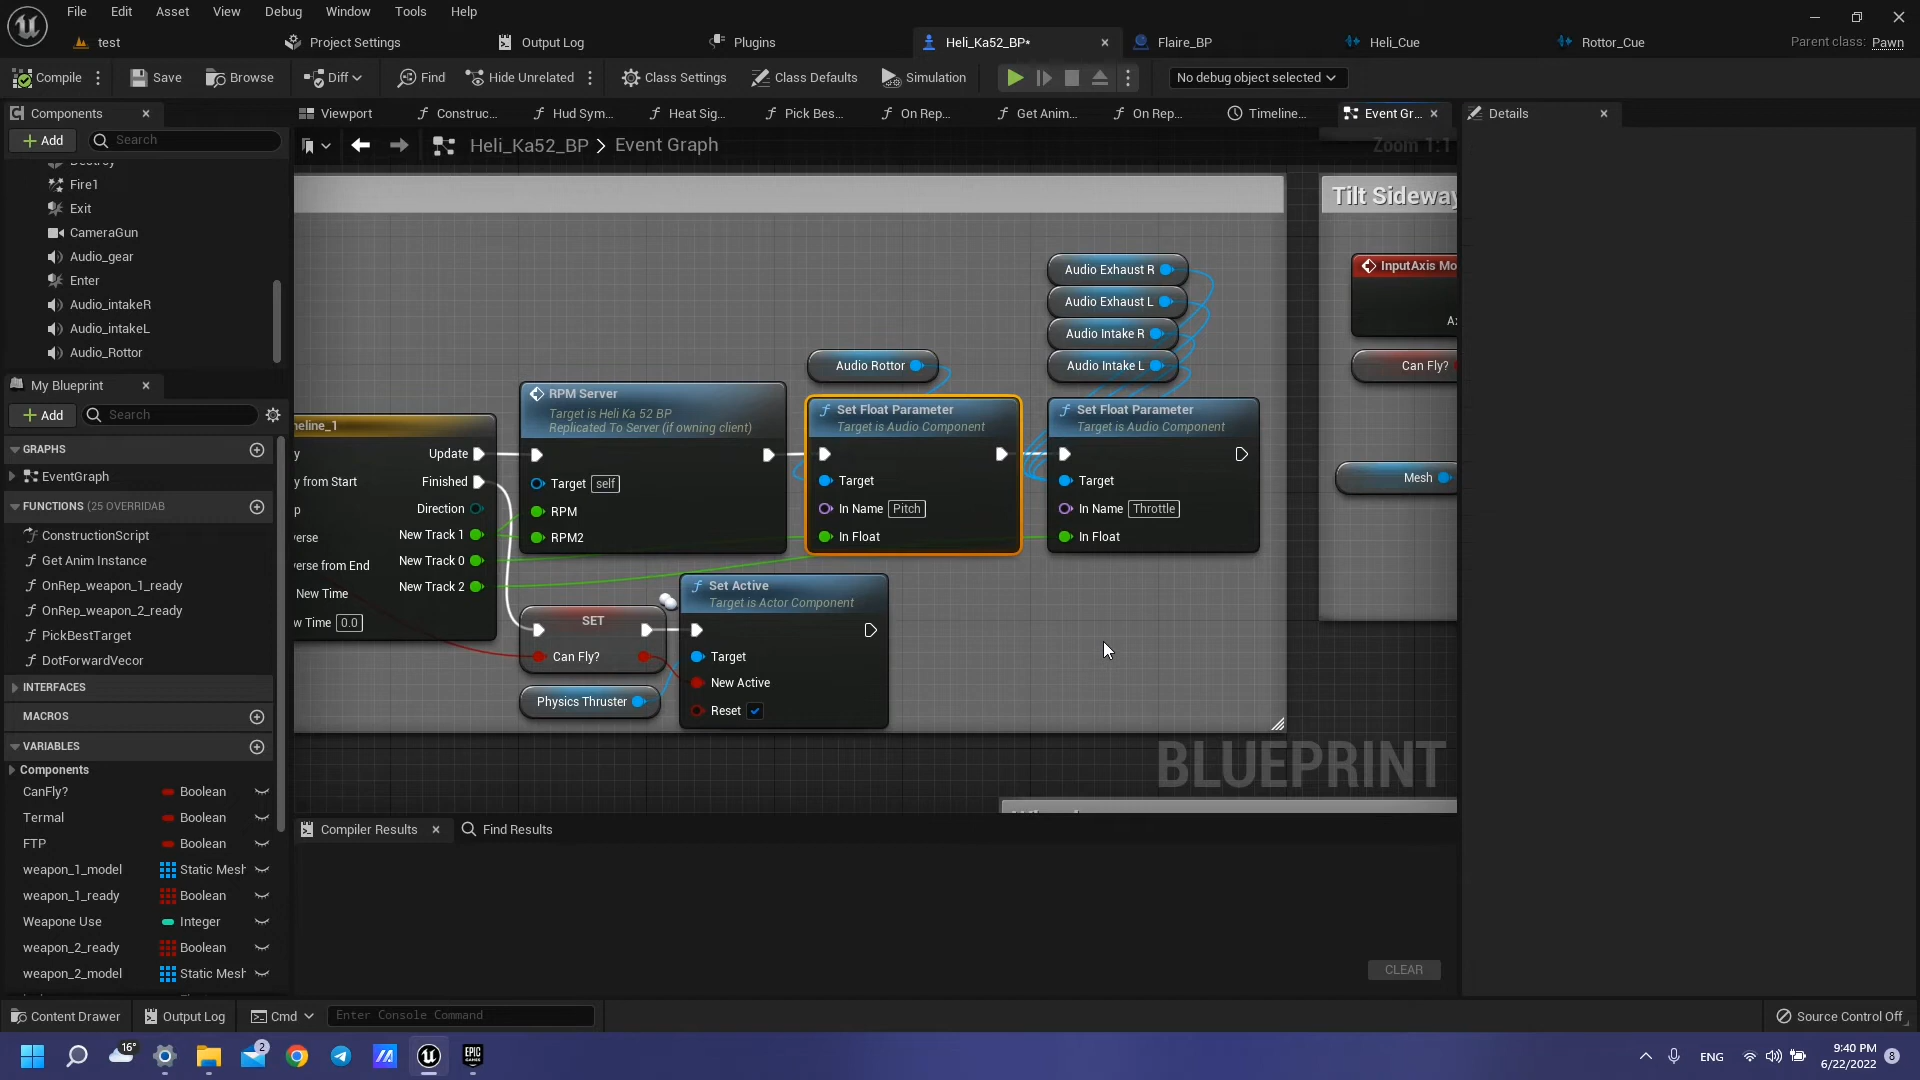 File Edit Asset View Debug Window Tools Help
test Project Settings Output Log Plugins Heli_Ka52_BP* Flaire_BP Heli_Cue Rottor_Cue Parent class: Pawn
Compile Save Browse Diff Find Hide Unrelated Class Settings Class Defaults Simulation No debug object selected
Components Viewport Construc... Hud Sym... Heat Sig... Pick Bes... On Rep... Get Anim... On Rep... Timeline... Event Gr... Details
Add Search
Heli_Ka52_BP > Event Graph Zoom 1:1
Destroy
Fire1
Exit
CameraGun
Audio_gear
Enter
Audio_intakeR
Audio_intakeL
Audio_Rottor
My Blueprint
Add Search
GRAPHS
EventGraph
FUNCTIONS (25 OVERRIDAB
ConstructionScript
Get Anim Instance
OnRep_weapon_1_ready
OnRep_weapon_2_ready
PickBestTarget
DotForwardVecor
INTERFACES
MACROS
VARIABLES
Components
CanFly? Boolean
Termal Boolean
FTP Boolean
weapon_1_model Static Mesh
weapon_1_ready Boolean
Weapone Use Integer
weapon_2_ready Boolean
weapon_2_model Static Mesh
eline_1
y Update
y from Start Finished
p Direction
verse New Track 1
verse from End New Track 0
New Time New Track 2
w Time 0.0
RPM Server
Target is Heli Ka 52 BP
Replicated To Server (if owning client)
Target self
RPM
RPM2
SET
Can Fly?
Physics Thruster
Set Active
Target is Actor Component
Target
New Active
Reset
Audio Rottor
Set Float Parameter
Target is Audio Component
Target
In Name Pitch
In Float
Audio Exhaust R
Audio Exhaust L
Audio Intake R
Audio Intake L
Set Float Parameter
Target is Audio Component
Target
In Name Throttle
In Float
Tilt Sideway
InputAxis Mo
Ax
Can Fly?
Mesh
BLUEPRINT
Compiler Results Find Results
CLEAR
Content Drawer Output Log Cmd Enter Console Command Source Control Off
16° 2 EPIC GAMES ENG 9:40 PM
6/22/2022 8